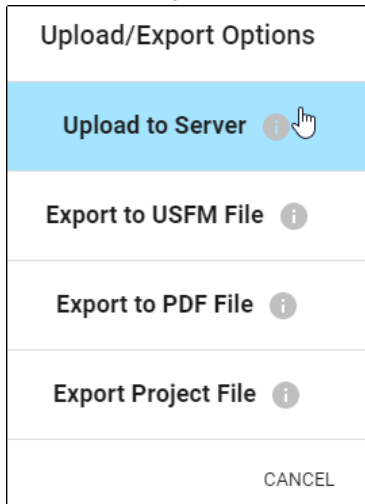 Upload/Export Options
Upload to Server
Export to USFM File
Export to PDF File
Export Project File
CANCEL